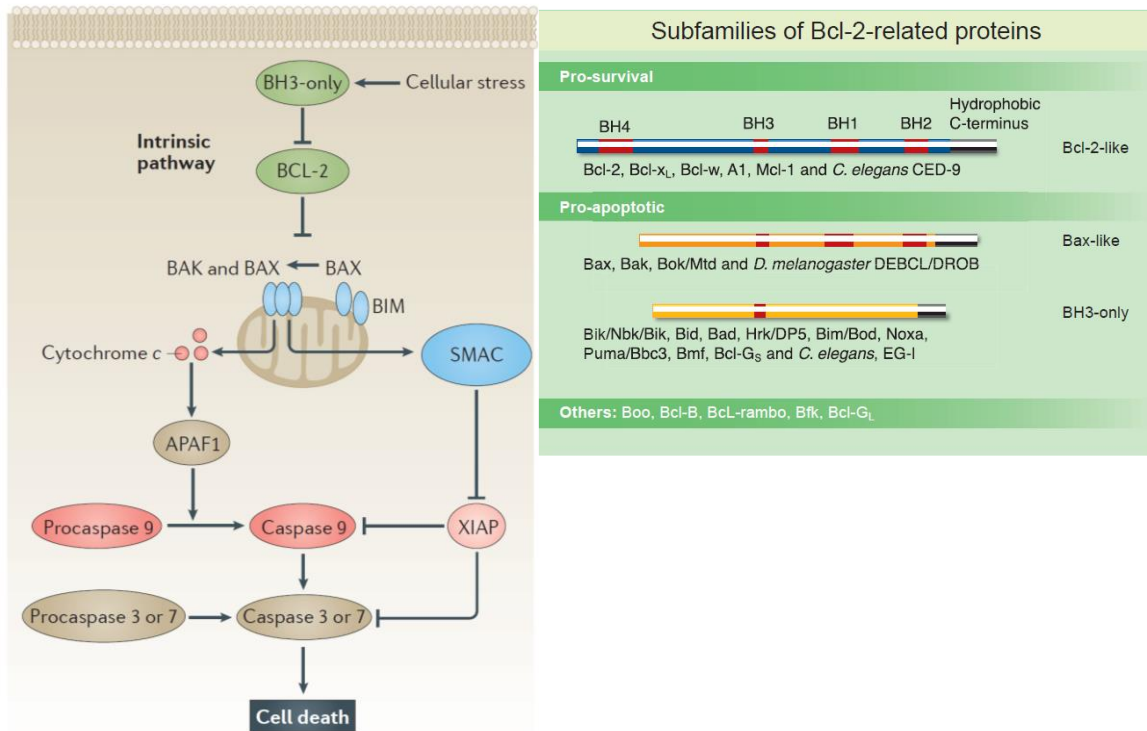 BH3-only
Cellular stress
Intrinsic
pathway
BCL-2
BAK and BAX
BAX
BIM
Cytochrome c
SMAC
APAF1
Procaspase 9
Caspase 9
XIAP
Procaspase 3 or 7
Caspase 3 or 7
Cell death
Subfamilies of Bcl-2-related proteins
Pro-survival
Hydrophobic
C-terminus
BH4
BH3
BH1
BH2
Bcl-2-like
Bcl-2, Bcl-xL, Bcl-w, A1, Mcl-1 and C. elegans CED-9
Pro-apoptotic
Bax-like
Bax, Bak, Bok/Mtd and D. melanogaster DEBCL/DROB
BH3-only
Bik/Nbk/Bik, Bid, Bad, Hrk/DP5, Bim/Bod, Noxa,
Puma/Bbc3, Bmf, Bcl-GS and C. elegans, EG-l
Others: Boo, Bcl-B, BcL-rambo, Bfk, Bcl-GL